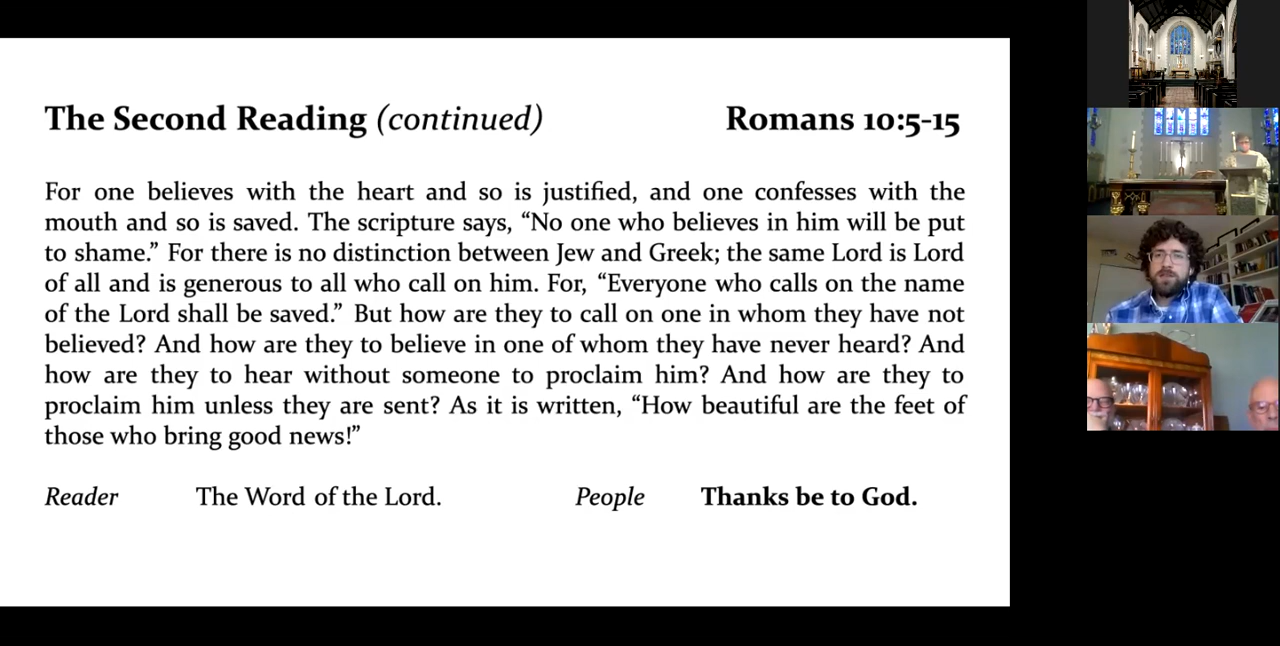 The Second Reading (continued) Romans 10:5-15
For one believes with the heart and so is justified, and one confesses with the
mouth and so is saved. The scripture says, “No one who believes in him will be put
to shame.” For there is no distinction between Jew and Greek; the same Lord is Lord
of all and is generous to all who call on him. For, “Everyone who calls on the name
of the Lord shall be saved.” But how are they to call on one in whom they have not
believed? And how are they to believe in one of whom they have never heard? And
how are they to hear without someone to proclaim him? And how are they to
proclaim him unless they are sent? As it is written, “How beautiful are the feet of
those who bring good news!”
Reader The Word of the Lord. People Thanks be to God.